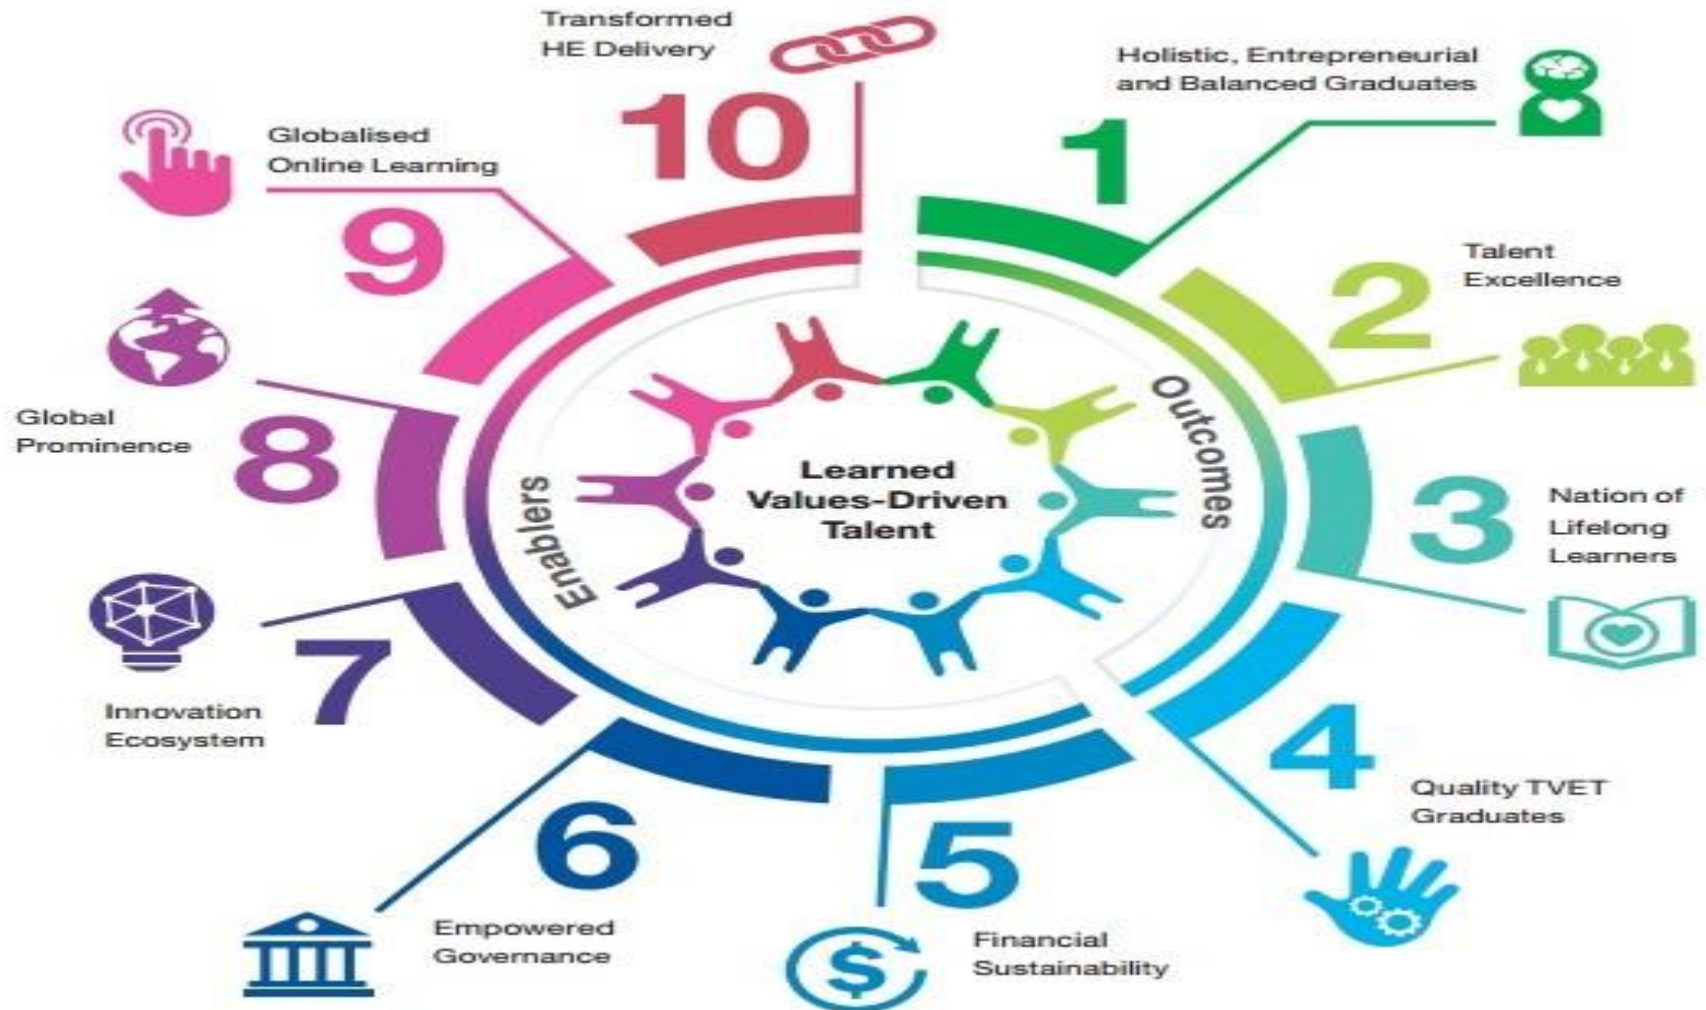 Transformed
HE Delivery
10
Holistic, Entrepreneurial
and Balanced Graduates
1
Talent
Excellence
2
Nation of
Lifelong
Learners
3
Quality TVET
Graduates
4
Financial
Sustainability
5
Empowered
Governance
6
Innovation
Ecosystem
7
Global
Prominence
8
Globalised
Online Learning
9
Outcomes
Enablers
Learned
Values-Driven
Talent
$